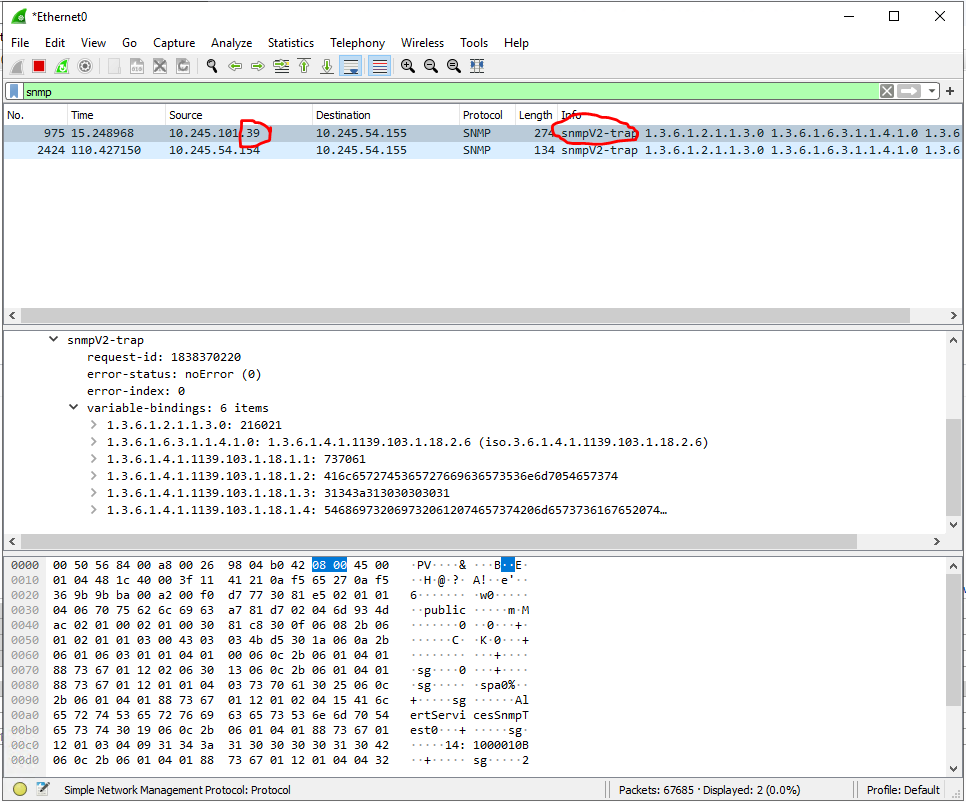 *Ethernet0
File Edit View Go Capture Analyze Statistics Telephony Wireless Tools Help
snmp
No. Time Source Destination Protocol Length Info
975 15.248968 10.245.101.39 10.245.54.155 SNMP 274 snmpV2-trap 1.3.6.1.2.1.1.3.0 1.3.6.1.6.3.1.1.4.1.0 1.3.6
2424 110.427150 10.245.54.154 10.245.54.155 SNMP 134 snmpV2-trap 1.3.6.1.2.1.1.3.0 1.3.6.1.6.3.1.1.4.1.0 1.3.6
snmpV2-trap
request-id: 1838370220
error-status: noError (0)
error-index: 0
variable-bindings: 6 items
1.3.6.1.2.1.1.3.0: 216021
1.3.6.1.6.3.1.1.4.1.0: 1.3.6.1.4.1.1139.103.1.18.2.6 (iso.3.6.1.4.1.1139.103.1.18.2.6)
1.3.6.1.4.1.1139.103.1.18.1.1: 737061
1.3.6.1.4.1.1139.103.1.18.1.2: 416c6572745365727669636573536e6d7054657374
1.3.6.1.4.1.1139.103.1.18.1.3: 31343a313030303031
1.3.6.1.4.1.1139.103.1.18.1.4: 5468697320697320612074657374206d6573736167652074…
0000 00 50 56 84 00 a8 00 26 98 04 b0 42 08 00 45 00 ·PV····& ···B··E·
0010 01 04 48 1c 40 00 3f 11 41 21 0a f5 65 27 0a f5 ··H·@·?· A!··e'··
0020 36 9b 9b ba 00 a2 00 f0 d7 77 30 81 e5 02 01 01 6······· ·w0·····
0030 04 06 70 75 62 6c 69 63 a7 81 d7 02 04 6d 93 4d ··public ·····m·M
0040 ac 02 01 00 02 01 00 30 81 c8 30 0f 06 08 2b 06 ·······0 ··0···+·
0050 01 02 01 01 03 00 43 03 03 4b d5 30 1a 06 0a 2b ······C· ·K·0···+
0060 06 01 06 03 01 01 04 01 00 06 0c 2b 06 01 04 01 ········ ···+····
0070 88 73 67 01 12 02 06 30 13 06 0c 2b 06 01 04 01 ·sg····0 ···+····
0080 88 73 67 01 12 01 01 04 03 73 70 61 30 25 06 0c ·sg····· ·spa0%··
0090 2b 06 01 04 01 88 73 67 01 12 01 02 04 15 41 6c +·····sg ······Al
00a0 65 72 74 53 65 72 76 69 63 65 73 53 6e 6d 70 54 ertServi cesSnmpT
00b0 65 73 74 30 19 06 0c 2b 06 01 04 01 88 73 67 01 est0···+ ·····sg·
00c0 12 01 03 04 09 31 34 3a 31 30 30 30 30 31 30 42 ·····14: 1000010B
00d0 06 0c 2b 06 01 04 01 88 73 67 01 12 01 04 04 32 ··+····· sg·····2
Simple Network Management Protocol: Protocol Packets: 67685 · Displayed: 2 (0.0%) Profile: Default